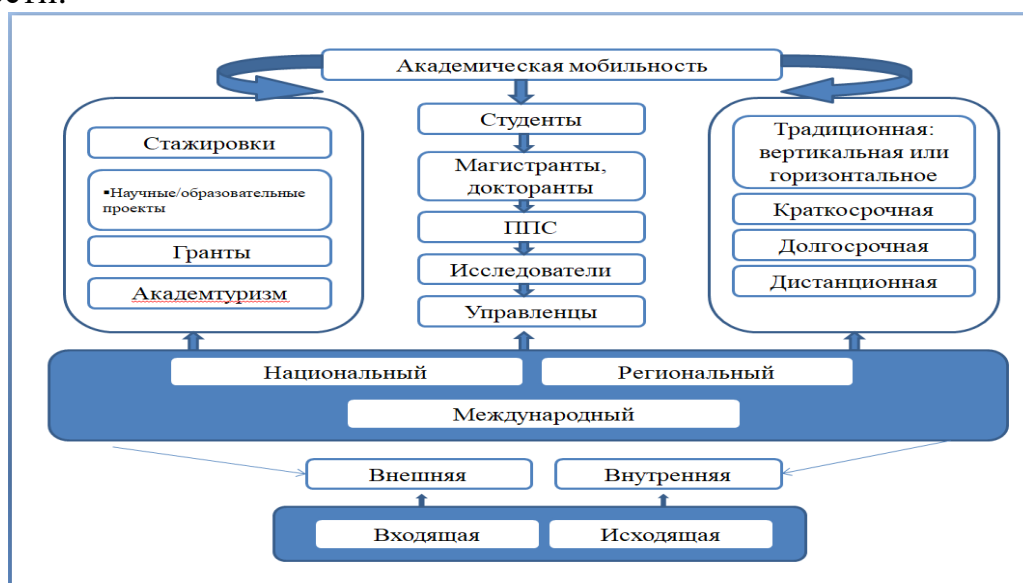 Академическая мобильность
Стажировки
▪Научные/образовательные
проекты
Гранты
Академтуризм
Студенты
Магистранты,
докторанты
ППС
Исследователи
Управленцы
Традиционная:
вертикальная или
горизонтальное
Краткосрочная
Долгосрочная
Дистанционная
Национальный
Региональный
Международный
Внешняя
Внутренняя
Входящая
Исходящая